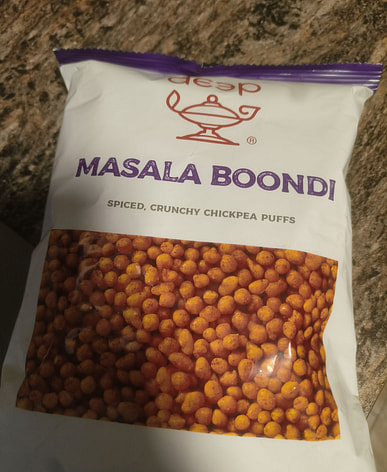 deep
®
MASALA BOONDI
SPICED, CRUNCHY CHICKPEA PUFFS